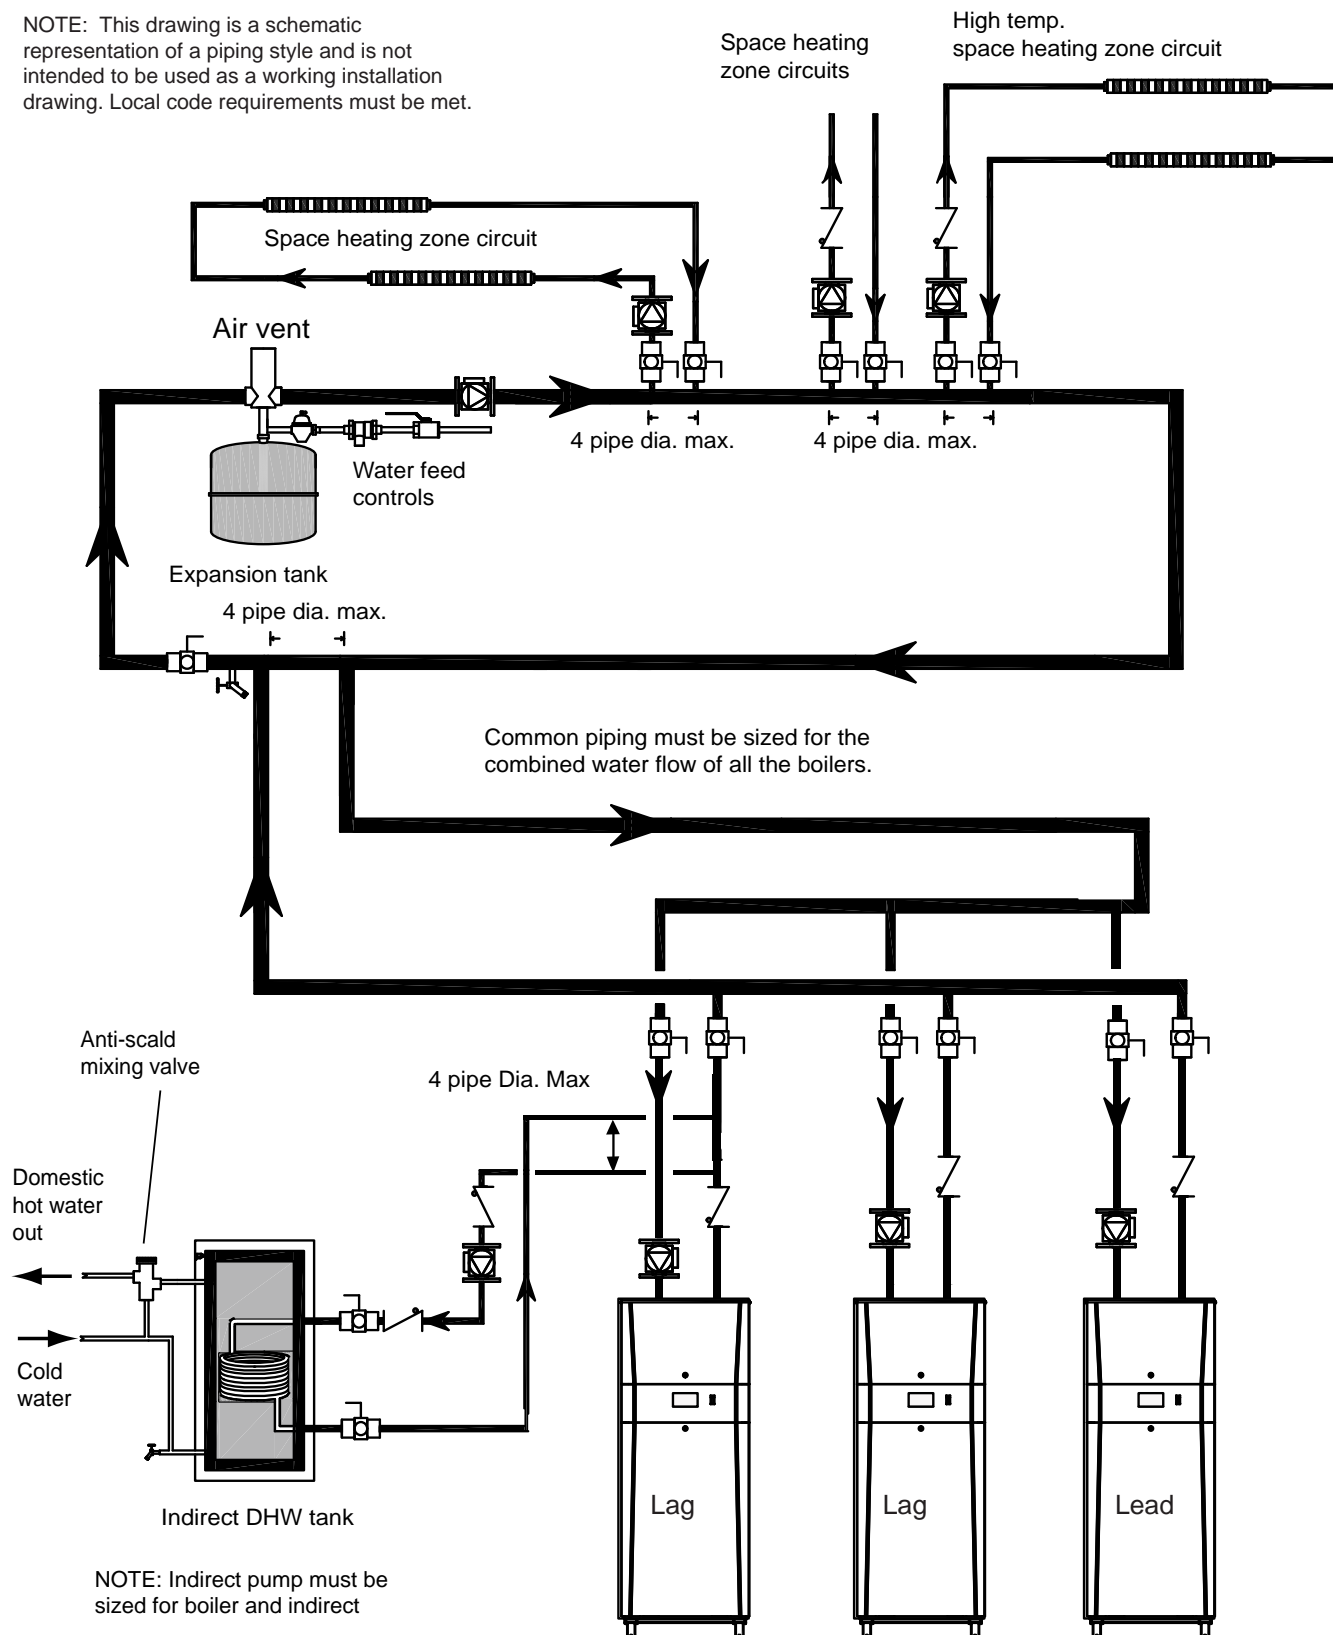 NOTE:  This drawing is a schematic
representation of a piping style and is not
intended to be used as a working installation
drawing. Local code requirements must be met.
Space heating
zone circuits
High temp.
space heating zone circuit
Space heating zone circuit
Air vent
4 pipe dia. max.
4 pipe dia. max.
Water feed
controls
Expansion tank
4 pipe dia. max.
Common piping must be sized for the
combined water flow of all the boilers.
Anti-scald
mixing valve
4 pipe Dia. Max
Domestic
hot water
out
Cold
water
Lag
Lag
Lead
Indirect DHW tank
NOTE: Indirect pump must be
sized for boiler and indirect